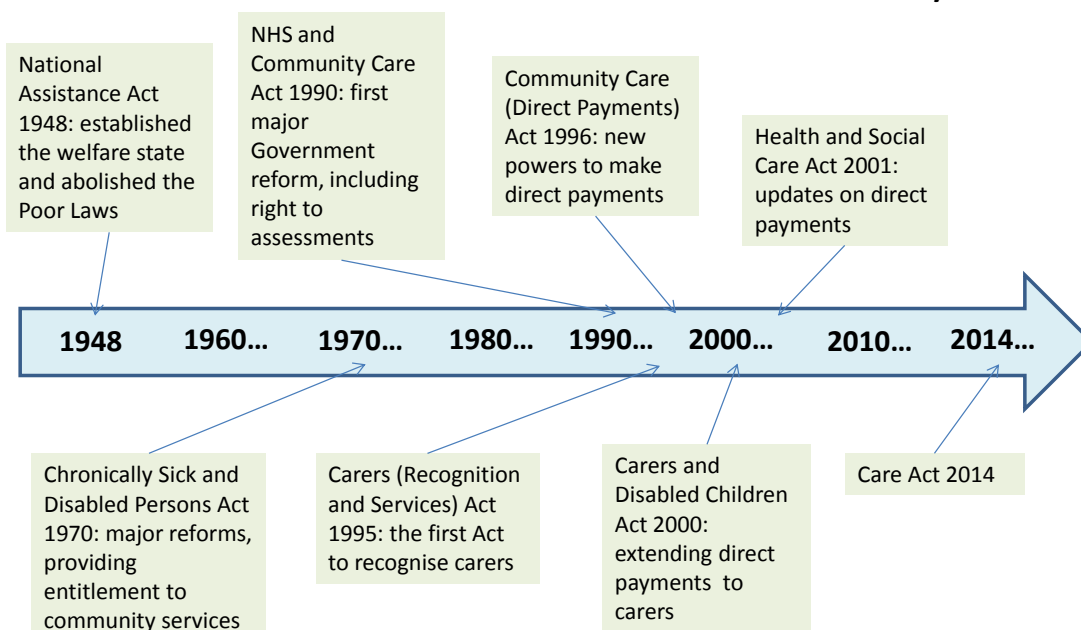 National
Assistance Act
1948: established
the welfare state
and abolished the
Poor Laws
NHS and
Community Care
Act 1990: first
major
Government
reform, including
right to
assessments
Community Care
(Direct Payments)
Act 1996: new
powers to make
direct payments
Health and Social
Care Act 2001:
updates on direct
payments
1948 1960... 1970... 1980... 1990... 2000... 2010... 2014...
Chronically Sick and
Disabled Persons Act
1970: major reforms,
providing
entitlement to
community services
Carers (Recognition
and Services) Act
1995: the first Act
to recognise carers
Carers and
Disabled Children
Act 2000:
extending direct
payments to
carers
Care Act 2014